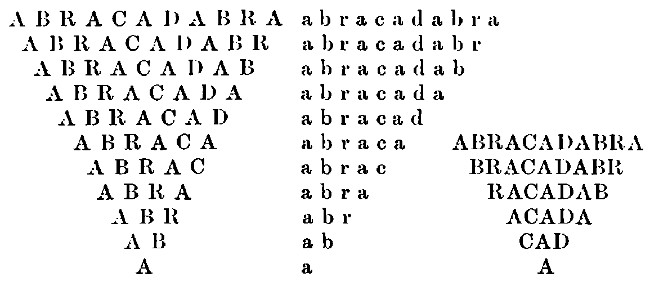 A B R A C A D A B R A a b r a c a d a b r a
A B R A C A D A B R a b r a c a d a b r
A B R A C A D A B a b r a c a d a b
A B R A C A D A a b r a c a d a
A B R A C A D a b r a c a d
A B R A C A a b r a c a ABRACADABRA
A B R A C a b r a c BRACADABR
A B R A a b r a RACADAB
A B R a b r ACADA
A B a b CAD
A a A